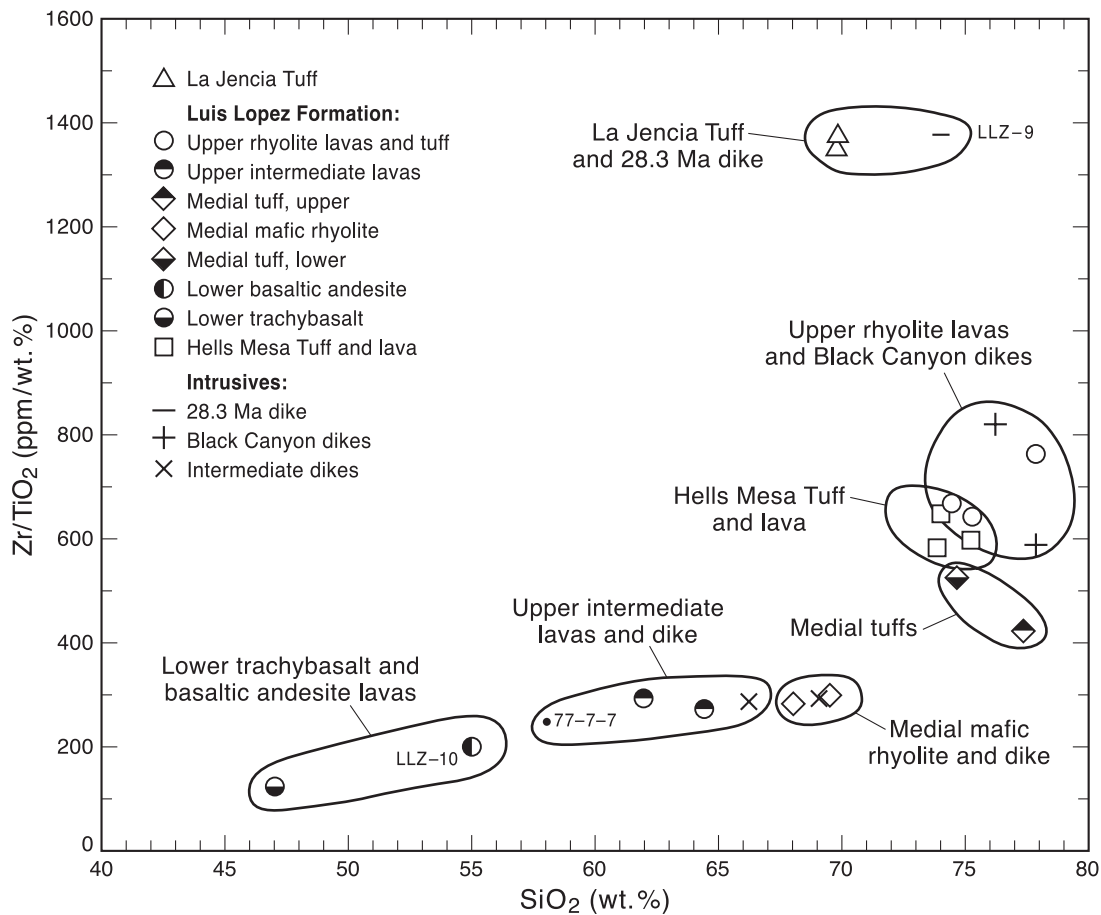 1600
1400
1200
1000
800
600
400
200
0
Zr/TiO2 (ppm/wt.%)
La Jencia Tuff
Luis Lopez Formation:
Upper rhyolite lavas and tuff
Upper intermediate lavas
Medial tuff, upper
Medial mafic rhyolite
Medial tuff, lower
Lower basaltic andesite
Lower trachybasalt
Hells Mesa Tuff and lava
Intrusives:
28.3 Ma dike
Black Canyon dikes
Intermediate dikes
La Jencia Tuff
and 28.3 Ma dike
LLZ–9
Upper rhyolite lavas
and Black Canyon dikes
Hells Mesa Tuff
and lava
Medial tuffs
Upper intermediate
lavas and dike
77–7–7
Medial mafic
rhyolite and dike
Lower trachybasalt and
basaltic andesite lavas
LLZ–10
40 45 50 55 60 65 70 75 80
SiO2 (wt.%)